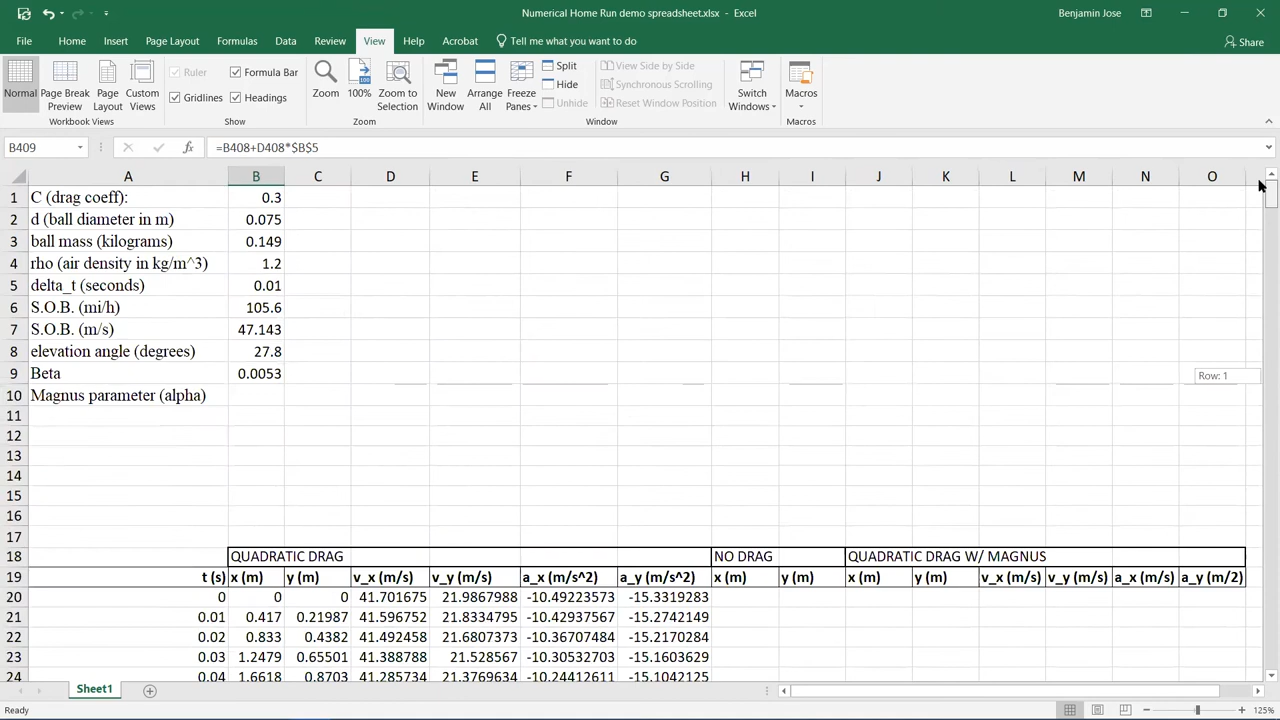 Numerical Home Run demo spreadsheet.xlsx - Excel
Benjamin Jose
File Home Insert Page Layout Formulas Data Review View Help Acrobat Tell me what you want to do Share
Normal
Page Break Preview
Page Layout
Custom Views
Workbook Views
Ruler
Formula Bar
Gridlines
Headings
Show
Zoom
100%
Zoom to Selection
Zoom
New Window
Arrange All
Freeze Panes
Split
Hide
Unhide
View Side by Side
Synchronous Scrolling
Reset Window Position
Window
Switch Windows
Macros
Macros
B409 =B408+D408*$B$5
A B C D E F G H I J K L M N O
1 C (drag coeff): 0.3
2 d (ball diameter in m) 0.075
3 ball mass (kilograms) 0.149
4 rho (air density in kg/m^3) 1.2
5 delta_t (seconds) 0.01
6 S.O.B. (mi/h) 105.6
7 S.O.B. (m/s) 47.143
8 elevation angle (degrees) 27.8
9 Beta 0.0053
Row: 1
10 Magnus parameter (alpha)
11
12
13
14
15
16
17
18 QUADRATIC DRAG NO DRAG QUADRATIC DRAG W/ MAGNUS
19 t (s) x (m) y (m) v_x (m/s) v_y (m/s) a_x (m/s^2) a_y (m/s^2) x (m) y (m) x (m) y (m) v_x (m/s) v_y (m/s) a_x (m/s) a_y (m/2)
20 0 0 0 41.701675 21.9867988 -10.49223573 -15.3319283
21 0.01 0.417 0.21987 41.596752 21.8334795 -10.42937567 -15.2742149
22 0.02 0.833 0.4382 41.492458 21.6807373 -10.36707484 -15.2170284
23 0.03 1.2479 0.65501 41.388788 21.528567 -10.30532703 -15.1603629
24 0.04 1.6618 0.8703 41.285734 21.3769634 -10.24412611 -15.1042125
Sheet1
Ready
125%